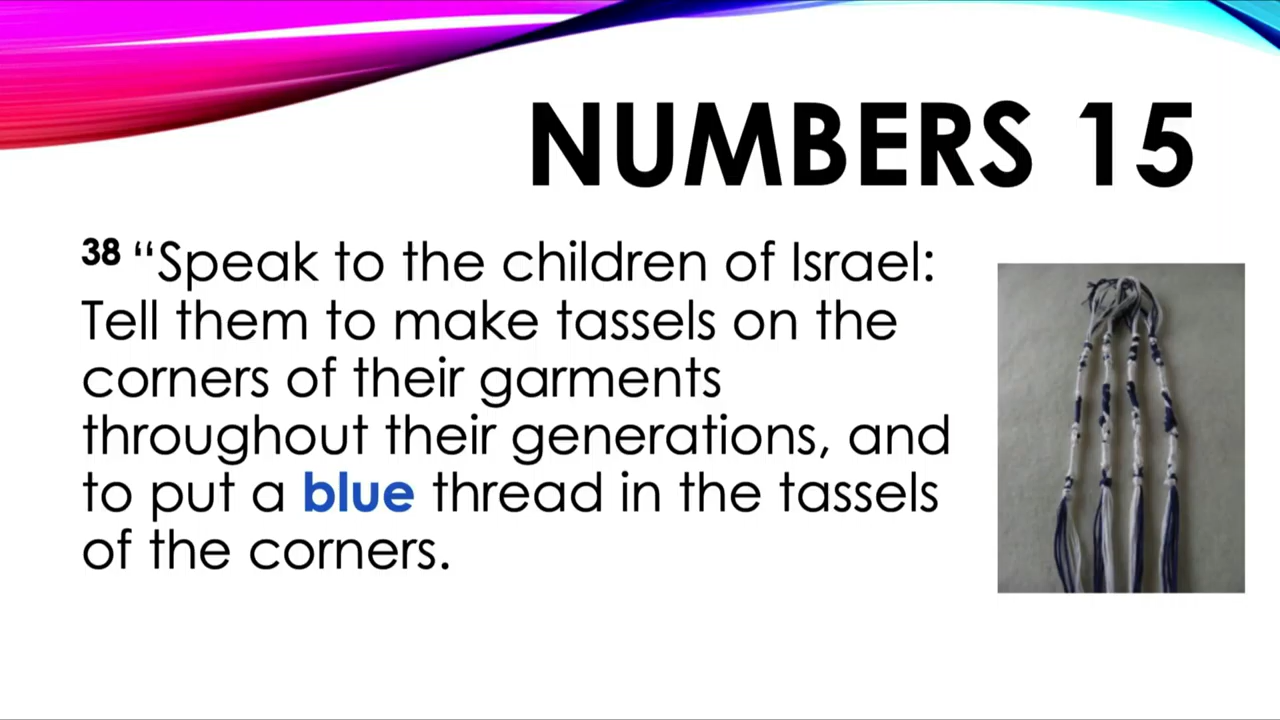 NUMBERS 15
38 “Speak to the children of Israel:
Tell them to make tassels on the
corners of their garments
throughout their generations, and
to put a blue thread in the tassels
of the corners.